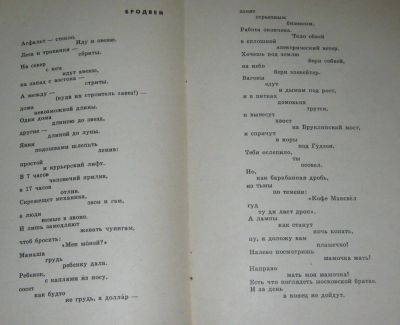 БРОДВЕЙ
Асфальт — стекло.
Иду и звеню.
Леса и травинки —
сбриты.
На север
с юга
идут авеню,
на запад с востока —
стриты.
А между —
(куда их строитель завез!) —
дома
невозможной длины.
Одни дома
длиною до звезд,
другие —
длиной до луны.
Янки
подошвами шлепать
ленив:
простой
и курьерский лифт.
В 7 часов
человечий прилив,
в 17 часов
отлив.
Скрежещет механика,
звон и гам,
а люди
немые в звоне.
И лишь замедляют
жевать чуингам,
чтоб бросать:
«Мек моней?»
Мамаша
грудь
ребенку дала.
Ребенок,
с каплями из носу,
сосет
как будто
не грудь, а доллар —
занят
серьезным
бизнесом.
Работа окончена.
Тело обвей
в сплошной
электрический ветер.
Хочешь под землю
бери собвей,
на небо
бери элевейтер.
Вагоны
едут
и дымам под рост,
и в пятках
домовьих
трутся,
и вынесут
хвост
на Бруклинский мост,
и спрячут
в норы
под Гудзон.
Тебя ослепило,
ты
осовел.
Но,
как барабанная дробь,
из тьмы
по темени:
«Кофе Максвел
гуд
ту ди ласт дроп».
А лампы
как станут
ночь копать,
ну, я доложу вам
пламечко!
Налево посмотришь
мамочка мать!
Направо
мать моя мамочка!
Есть что поглядеть московской братве.
И за день
в конец не дойдут.